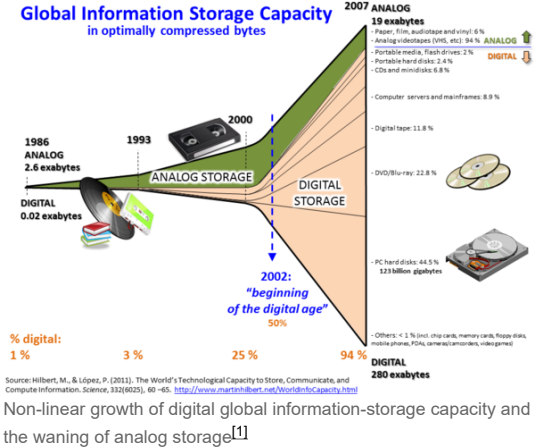 Global Information Storage Capacity
in optimally compressed bytes
2007 ANALOG
19 exabytes
- Paper, film, audiotape and vinyl: 6 %
- Analog videotapes (VHS, etc): 94 % ANALOG
- Portable media, flash drives: 2 % DIGITAL
- Portable hard disks: 2.4 %
- CDs and minidisks: 6.8 %
- Computer servers and mainframes: 8.9 %
- Digital tape: 11.8 %
- DVD/Blu-ray: 22.8 %
- PC hard disks: 44.5 %
123 billion gigabytes
- Others: < 1 % (incl. chip cards, memory cards, floppy disks,
mobile phones, PDAs, cameras/camcorders, video games)
DIGITAL
280 exabytes
1986
ANALOG
2.6 exabytes
DIGITAL
0.02 exabytes
1993
2000
ANALOG STORAGE
DIGITAL
STORAGE
2002:
"beginning
of the digital age"
50%
% digital:
1 % 3 % 25 % 94 %
Source: Hilbert, M., & López, P. (2011). The World's Technological Capacity to Store, Communicate, and
Compute Information. Science, 332(6025), 60 –65. http://www.martinhilbert.net/WorldInfoCapacity.html
Non-linear growth of digital global information-storage capacity and
the waning of analog storage[1]